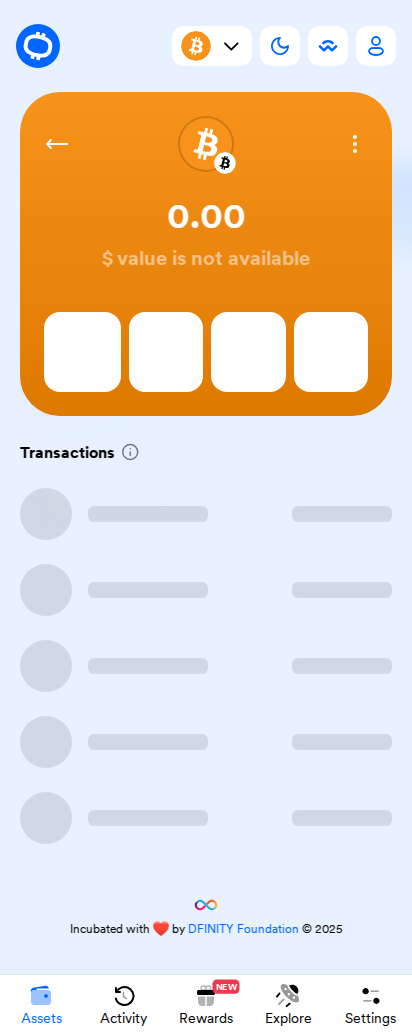 0.00
$ value is not available
Transactions
Incubated with ❤️ by DFINITY Foundation © 2025
NEW
Assets
Activity
Rewards
Explore
Settings